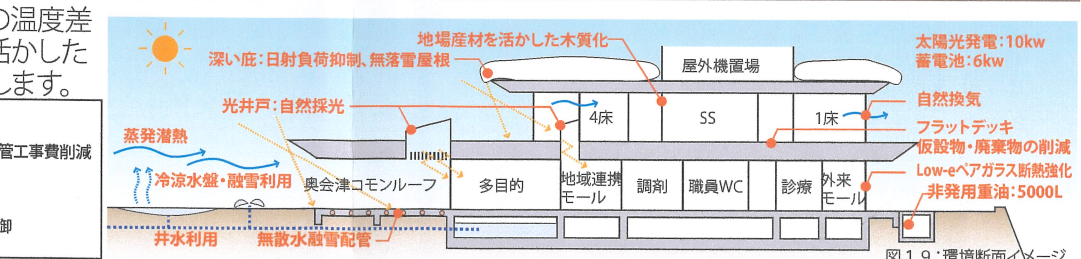 の温度差
活かした
します。
管工事費削減
御
地場産材を活かした木質化
深い庇:日射負荷抑制、無落雪屋根
屋外機置場
太陽光発電:10kw
蓄電池:6kw
光井戸:自然採光
4床
SS
1床
自然換気
フラットデッキ
仮設物・廃棄物の削減
蒸発潜熱
冷涼水盤・融雪利用
奥会津コモンルーフ
多目的
地域連携
モール
調剤
職員WC
診療
外来
モール
Low-eペアガラス断熱強化
非発用重油:5000L
井水利用
無散水融雪配管
図1.9:環境断面イメージ